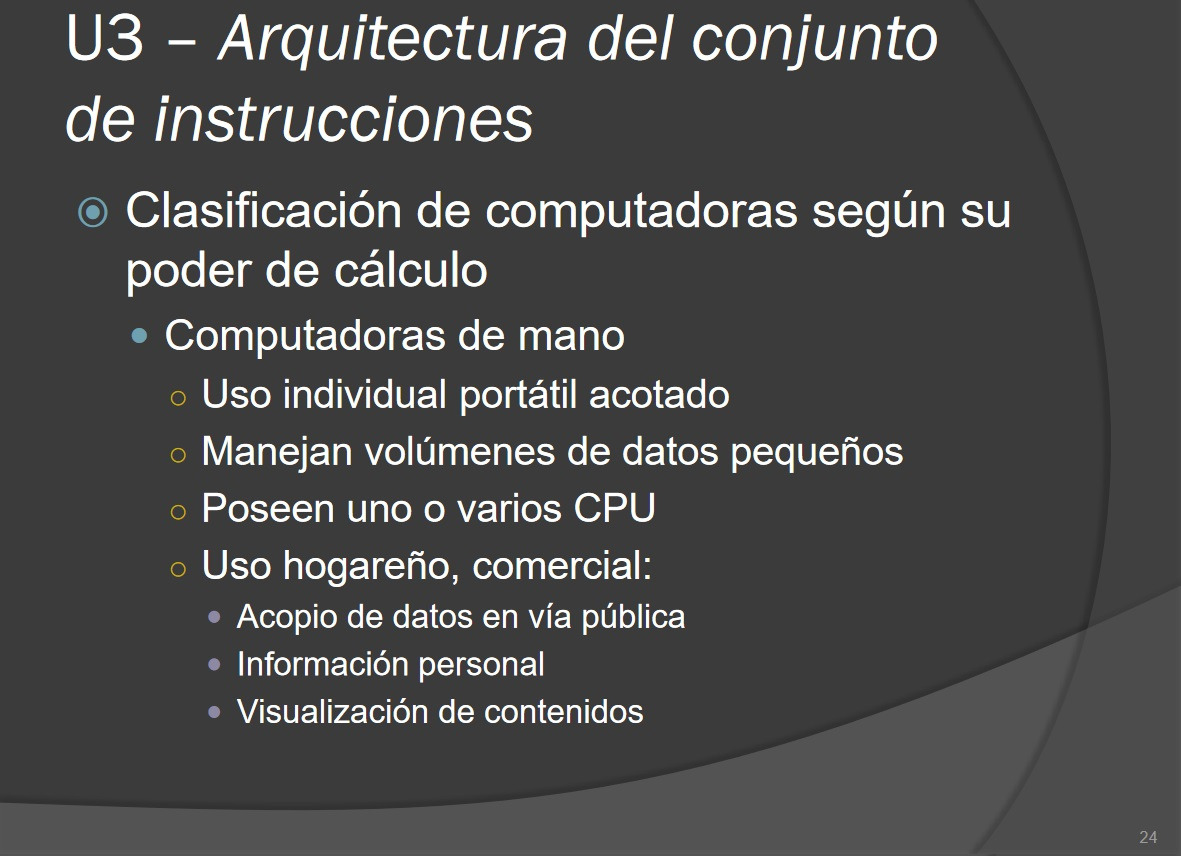 U3 – Arquitectura del conjunto
de instrucciones
Clasificación de computadoras según su
poder de cálculo
Computadoras de mano
Uso individual portátil acotado
Manejan volúmenes de datos pequeños
Poseen uno o varios CPU
Uso hogareño, comercial:
Acopio de datos en vía pública
Información personal
Visualización de contenidos
24